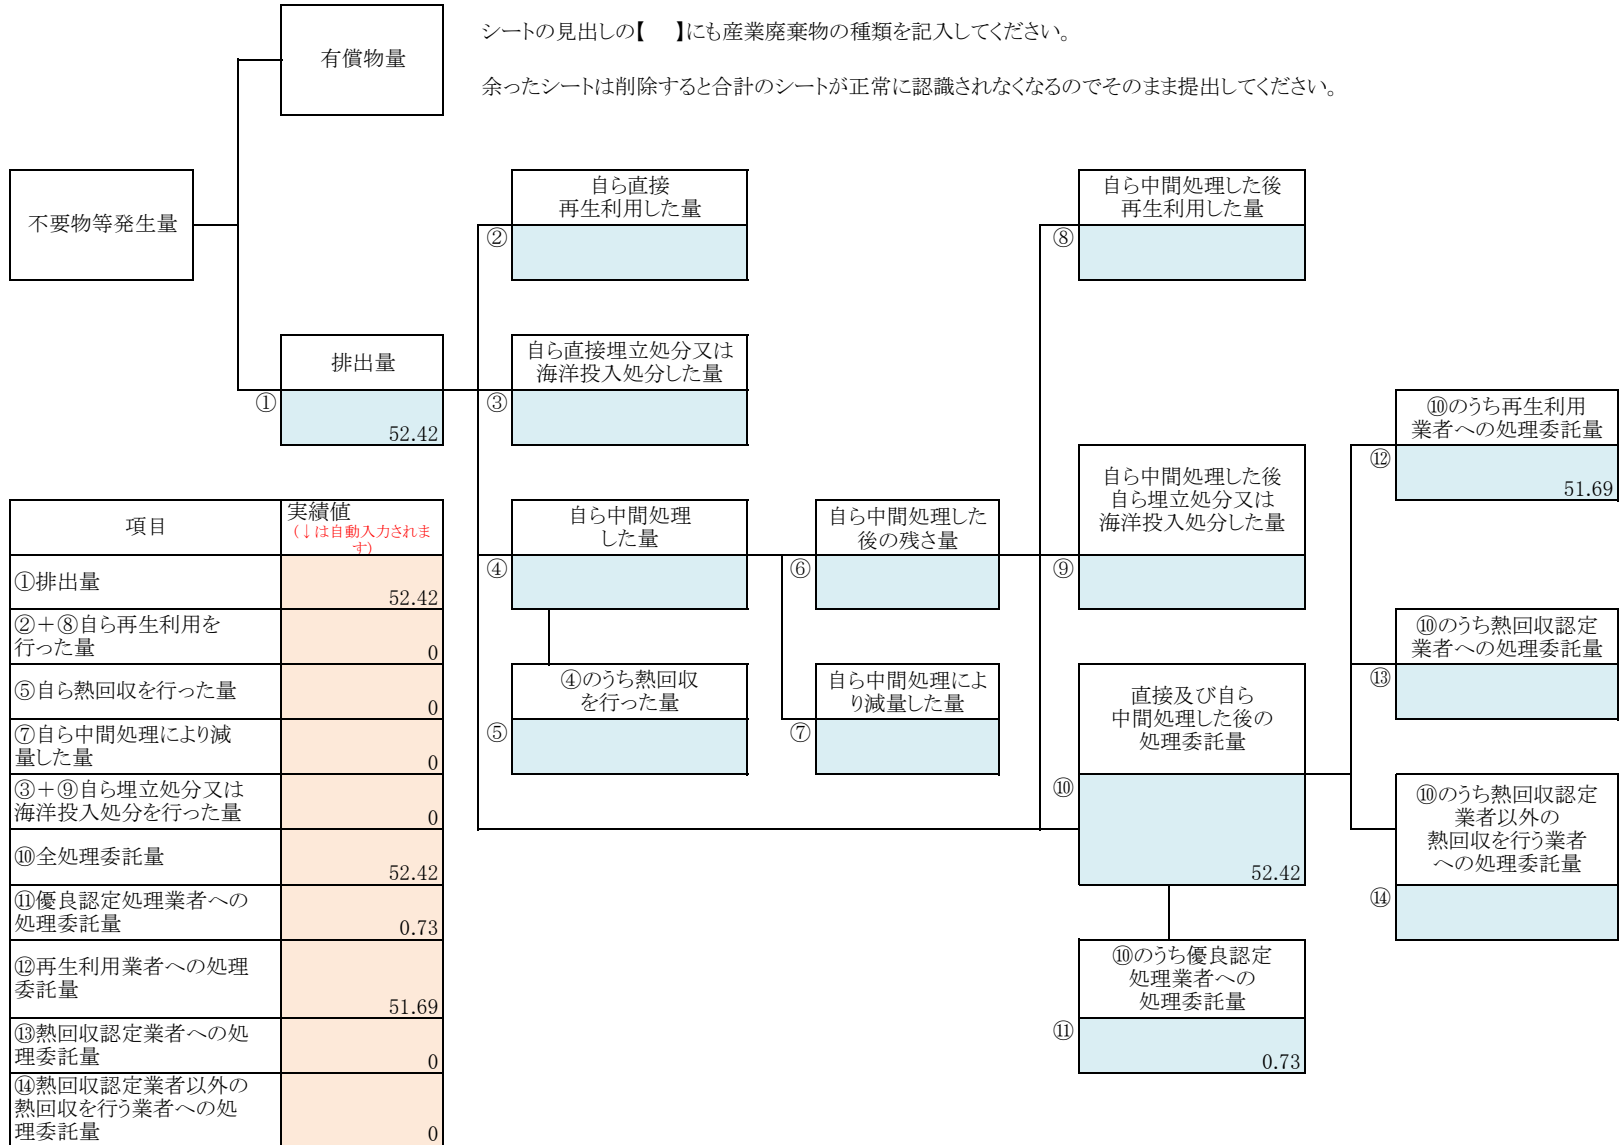 有償物量
シートの見出しの【　】にも産業廃棄物の種類を記入してください。
余ったシートは削除すると合計のシートが正常に認識されなくなるのでそのまま提出してください。
不要物等発生量
自ら直接
再生利用した量
②
自ら中間処理した後
再生利用した量
⑧
排出量
①
52.42
自ら直接埋立処分又は
海洋投入処分した量
③
⑩のうち再生利用
業者への処理委託量
⑫
51.69
自ら中間処理
した量
④
自ら中間処理した
後の残さ量
⑥
自ら中間処理した後
自ら埋立処分又は
海洋投入処分した量
⑨
⑩のうち熱回収認定
業者への処理委託量
⑬
④のうち熱回収
を行った量
⑤
自ら中間処理によ
り減量した量
⑦
直接及び自ら
中間処理した後の
処理委託量
⑩
52.42
⑩のうち熱回収認定
業者以外の
熱回収を行う業者
への処理委託量
⑭
⑩のうち優良認定
処理業者への
処理委託量
⑪
0.73
項目
実績値
(↓は自動入力されま
す)
①排出量
52.42
②＋⑧自ら再生利用を
行った量
0
⑤自ら熱回収を行った量
0
⑦自ら中間処理により減
量した量
0
③＋⑨自ら埋立処分又は
海洋投入処分を行った量
0
⑩全処理委託量
52.42
⑪優良認定処理業者への
処理委託量
0.73
⑫再生利用業者への処理
委託量
51.69
⑬熱回収認定業者への処
理委託量
0
⑭熱回収認定業者以外の
熱回収を行う業者への処
理委託量
0